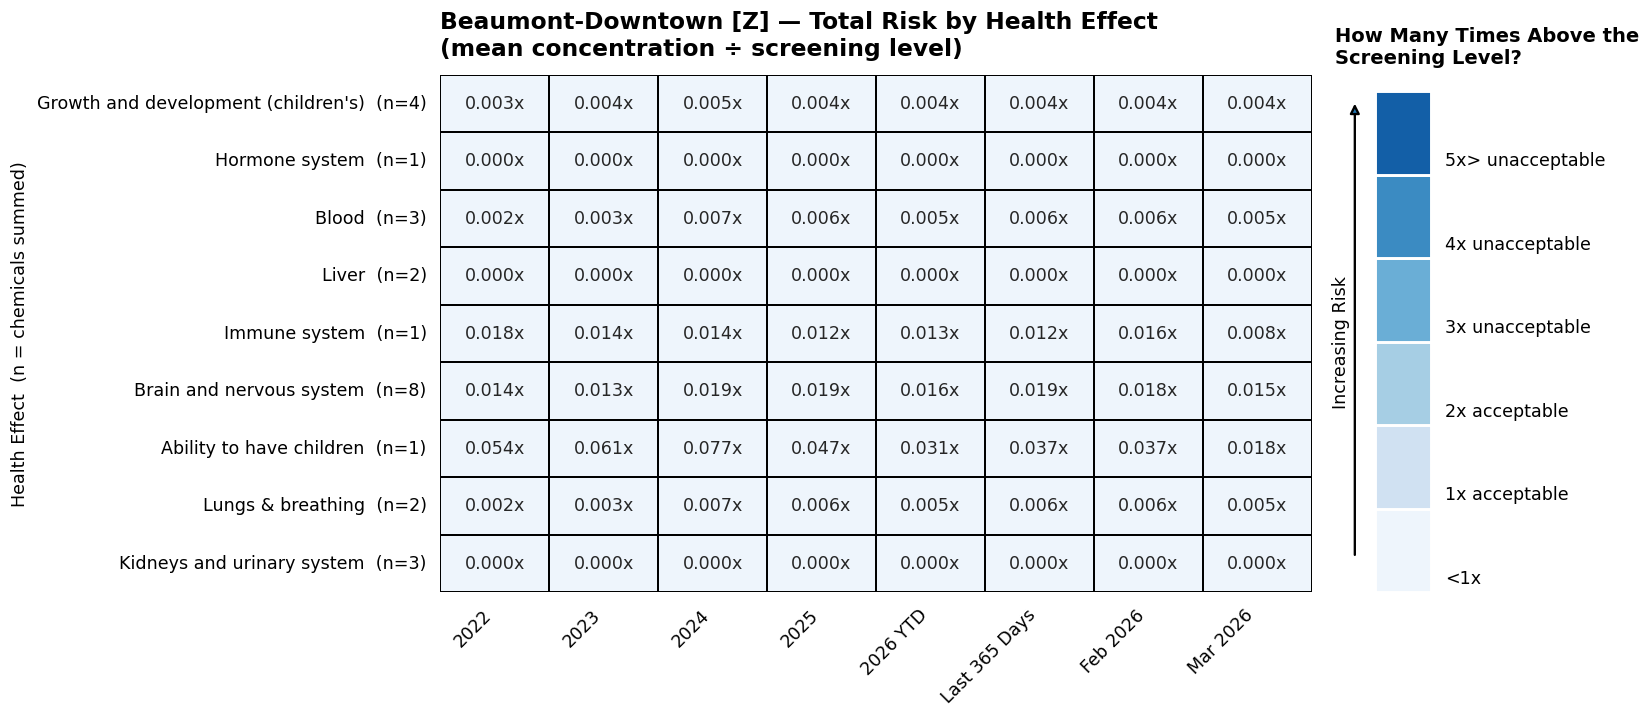 Beaumont-Downtown [Z] — Total Risk by Health Effect
(mean concentration ÷ screening level)
How Many Times Above the
Screening Level?
Health Effect  (n = chemicals summed)
Growth and development (children's)  (n=4) 0.003x 0.004x 0.005x 0.004x 0.004x 0.004x 0.004x 0.004x
Hormone system  (n=1) 0.000x 0.000x 0.000x 0.000x 0.000x 0.000x 0.000x 0.000x
Blood  (n=3) 0.002x 0.003x 0.007x 0.006x 0.005x 0.006x 0.006x 0.005x
Liver  (n=2) 0.000x 0.000x 0.000x 0.000x 0.000x 0.000x 0.000x 0.000x
Immune system  (n=1) 0.018x 0.014x 0.014x 0.012x 0.013x 0.012x 0.016x 0.008x
Brain and nervous system  (n=8) 0.014x 0.013x 0.019x 0.019x 0.016x 0.019x 0.018x 0.015x
Ability to have children  (n=1) 0.054x 0.061x 0.077x 0.047x 0.031x 0.037x 0.037x 0.018x
Lungs & breathing  (n=2) 0.002x 0.003x 0.007x 0.006x 0.005x 0.006x 0.006x 0.005x
Kidneys and urinary system  (n=3) 0.000x 0.000x 0.000x 0.000x 0.000x 0.000x 0.000x 0.000x
2022 2023 2024 2025 2026 YTD Last 365 Days Feb 2026 Mar 2026
Increasing Risk
5x> unacceptable
4x unacceptable
3x unacceptable
2x acceptable
1x acceptable
<1x